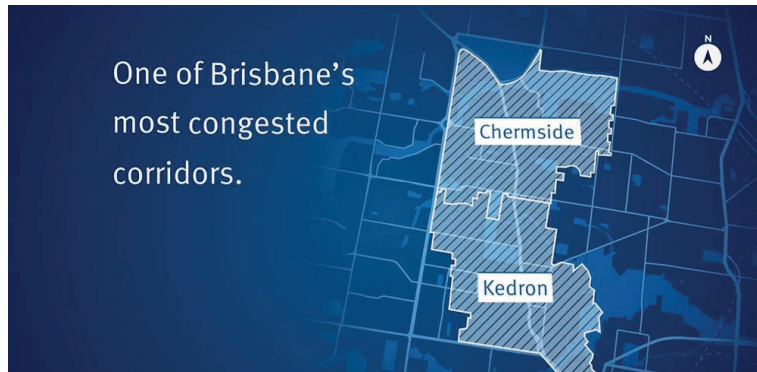 One of Brisbane's
most congested
corridors.
N
Chermside
Kedron